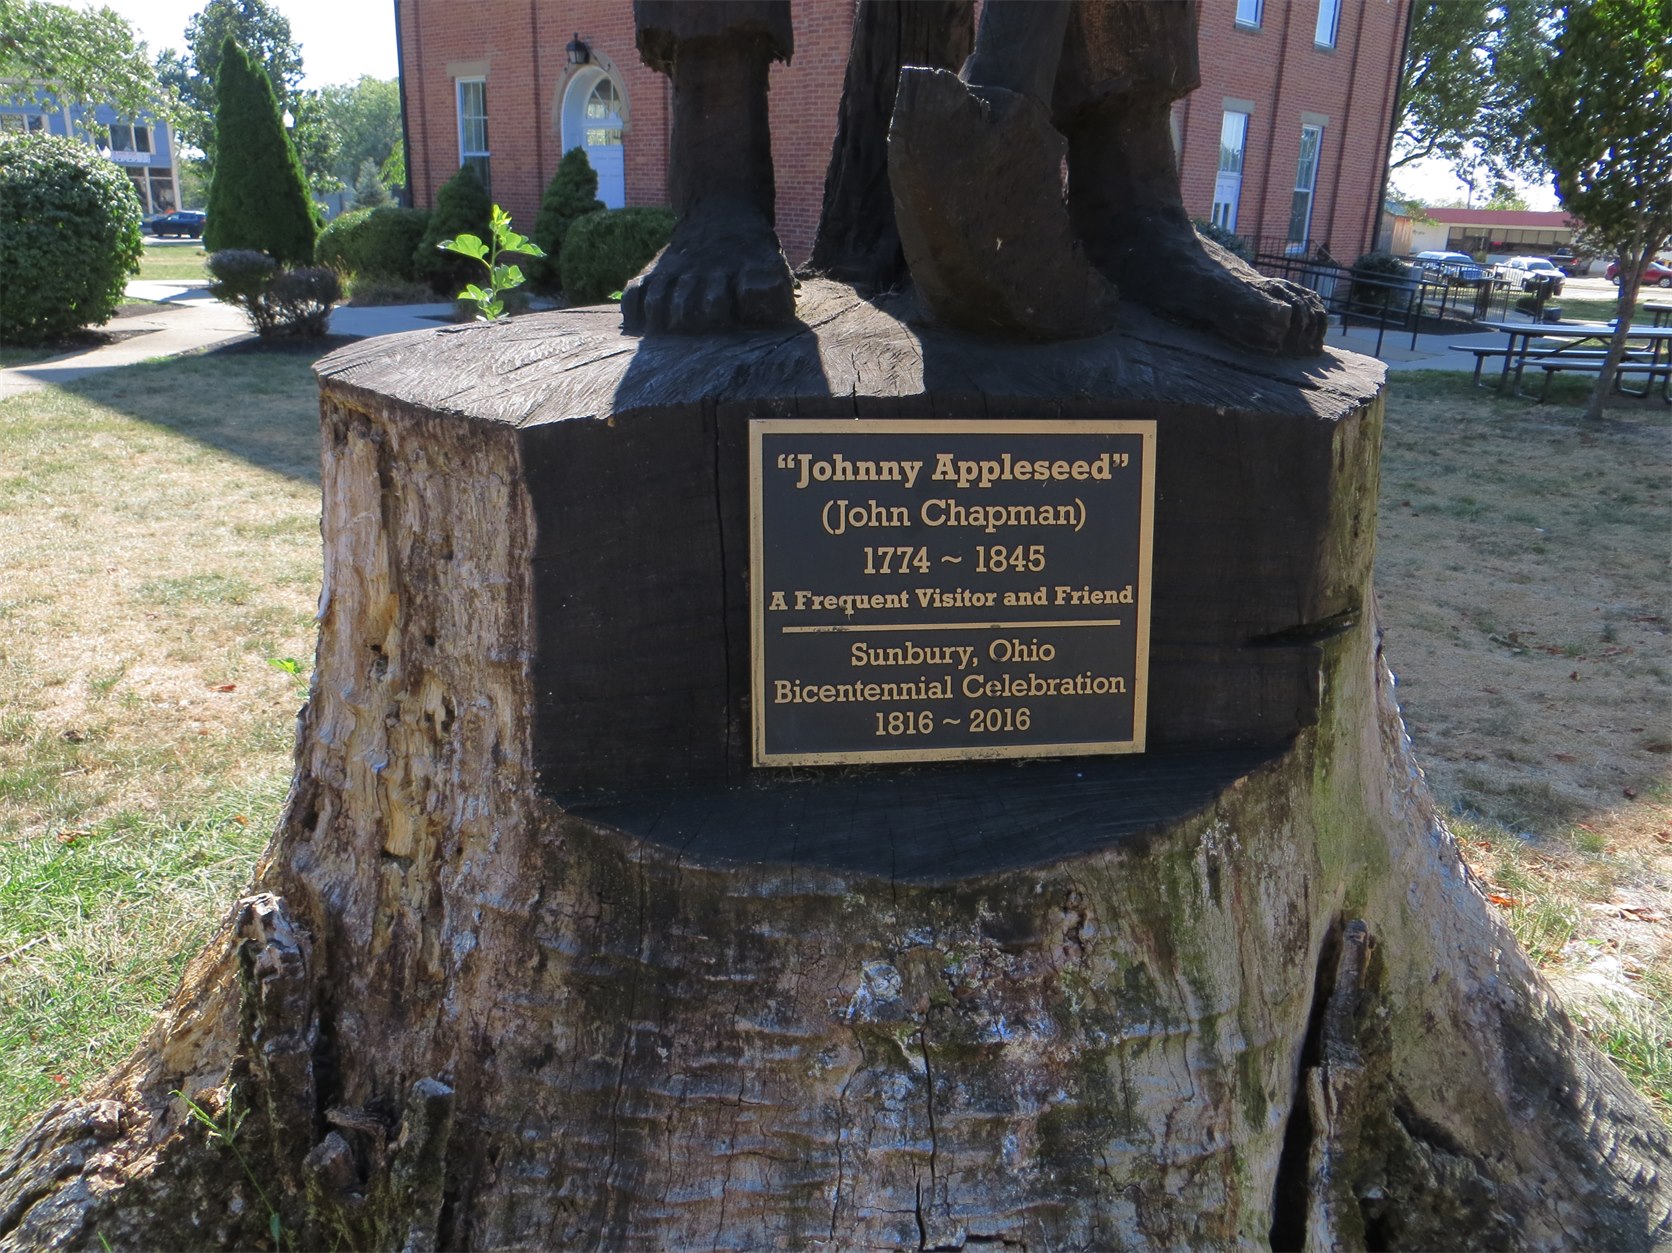 “Johnny Appleseed”
(John Chapman)
1774 ~ 1845
A Frequent Visitor and Friend
Sunbury, Ohio
Bicentennial Celebration
1816 ~ 2016